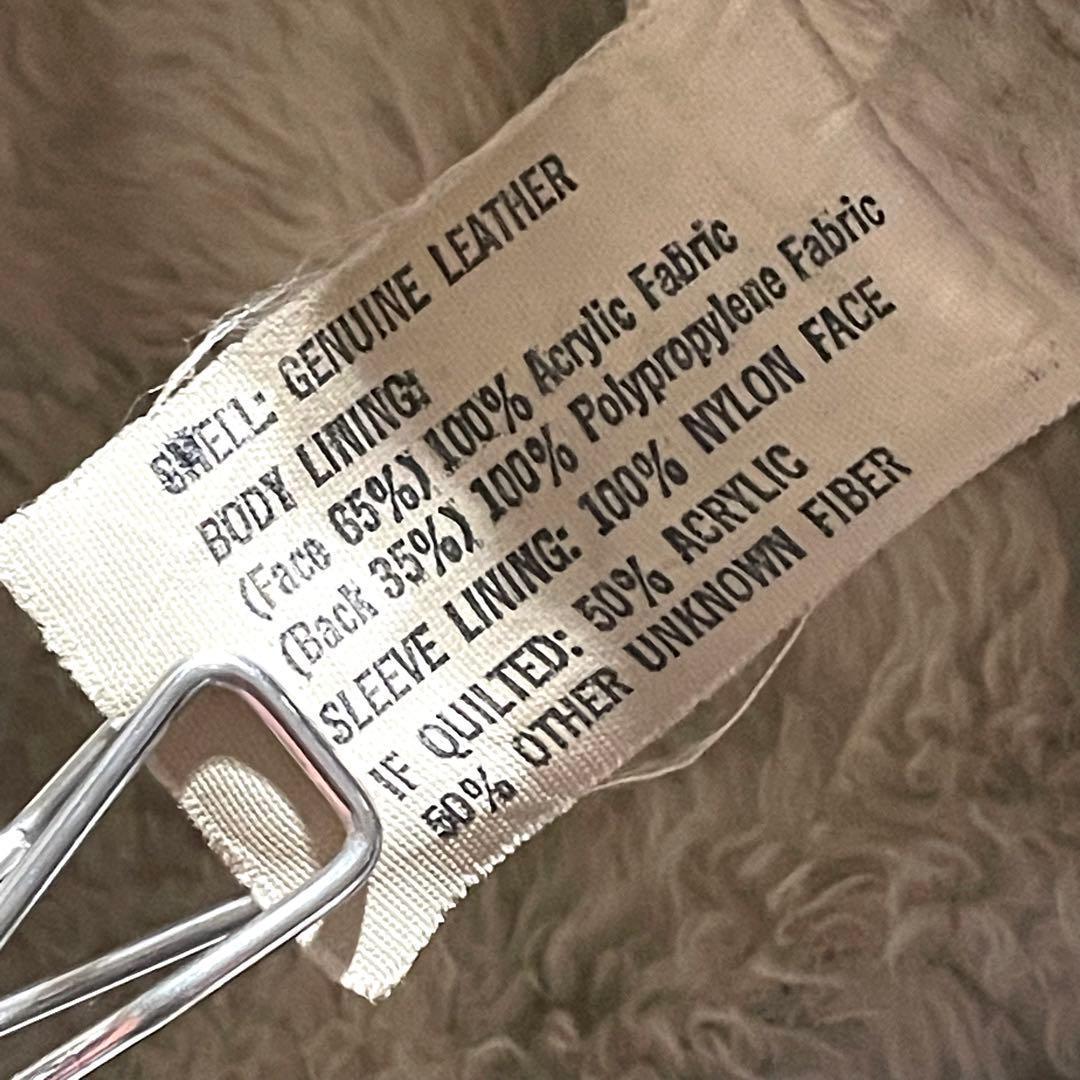 SHELL: GENUINE LEATHER
BODY LINING:
(Face 65%) 100% Acrylic Fabric
(Back 35%) 100% Polypropylene Fabric
SLEEVE LINING: 100% NYLON FACE
IF QUILTED: 50% ACRYLIC
50% OTHER UNKNOWN FIBER